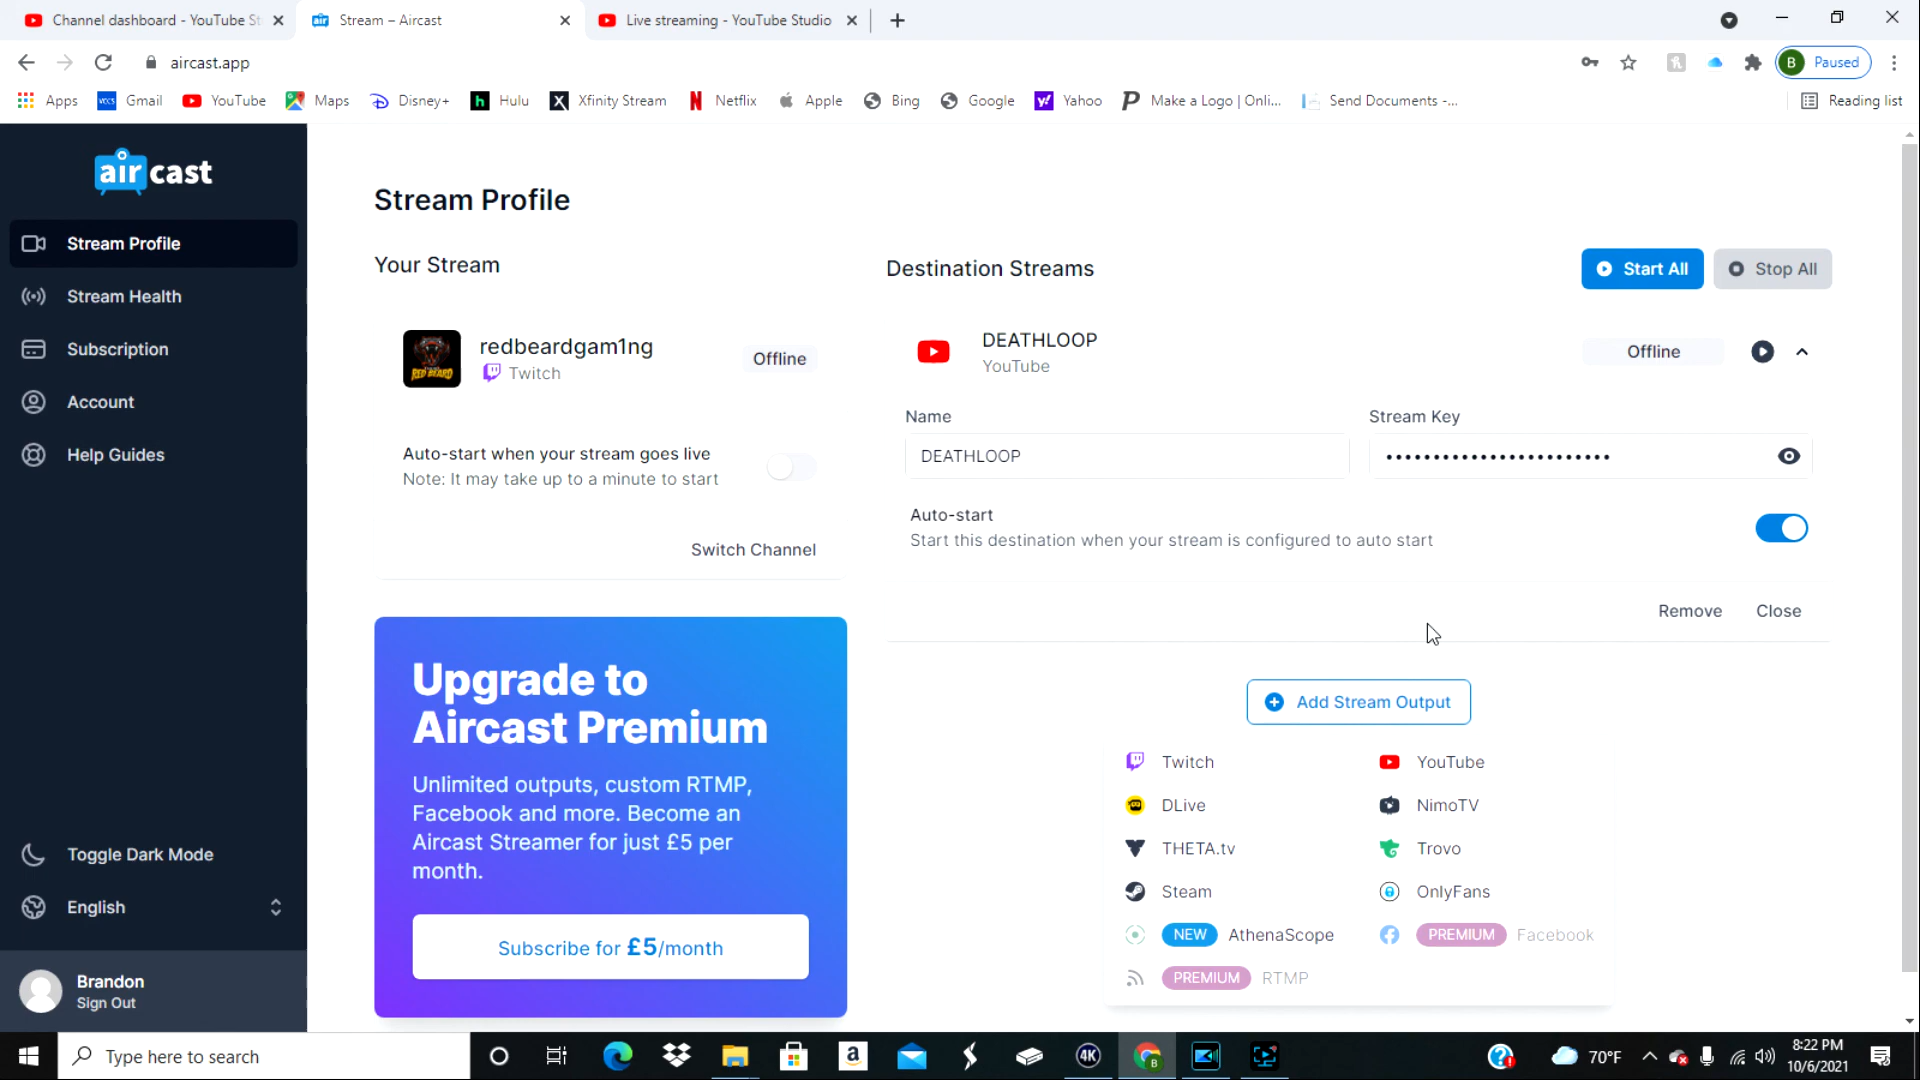 Channel dashboard - YouTube St
Stream – Aircast
Live streaming - YouTube Studio
aircast.app
B
Paused
Apps
Gmail
YouTube
Maps
Disney+
Hulu
Xfinity Stream
Netflix
Apple
Bing
Google
Yahoo
Make a Logo | Onli...
Send Documents -...
Reading list
air cast
Stream Profile
Stream Health
Subscription
Account
Help Guides
Toggle Dark Mode
English
Brandon
Sign Out
Stream Profile
Your Stream
redbeardgam1ng
Twitch
Offline
Auto-start when your stream goes live
Note: It may take up to a minute to start
Switch Channel
Upgrade to
Aircast Premium
Unlimited outputs, custom RTMP,
Facebook and more. Become an
Aircast Streamer for just £5 per
month.
Subscribe for £5/month
Destination Streams
Start All
Stop All
DEATHLOOP
YouTube
Offline
Name
Stream Key
DEATHLOOP
••••••••••••••••••••••••
Auto-start
Start this destination when your stream is configured to auto start
Remove
Close
Add Stream Output
Twitch
YouTube
DLive
NimoTV
THETA.tv
Trovo
Steam
OnlyFans
NEW AthenaScope
PREMIUM Facebook
PREMIUM RTMP
Type here to search
4K
70°F
8:22 PM
10/6/2021